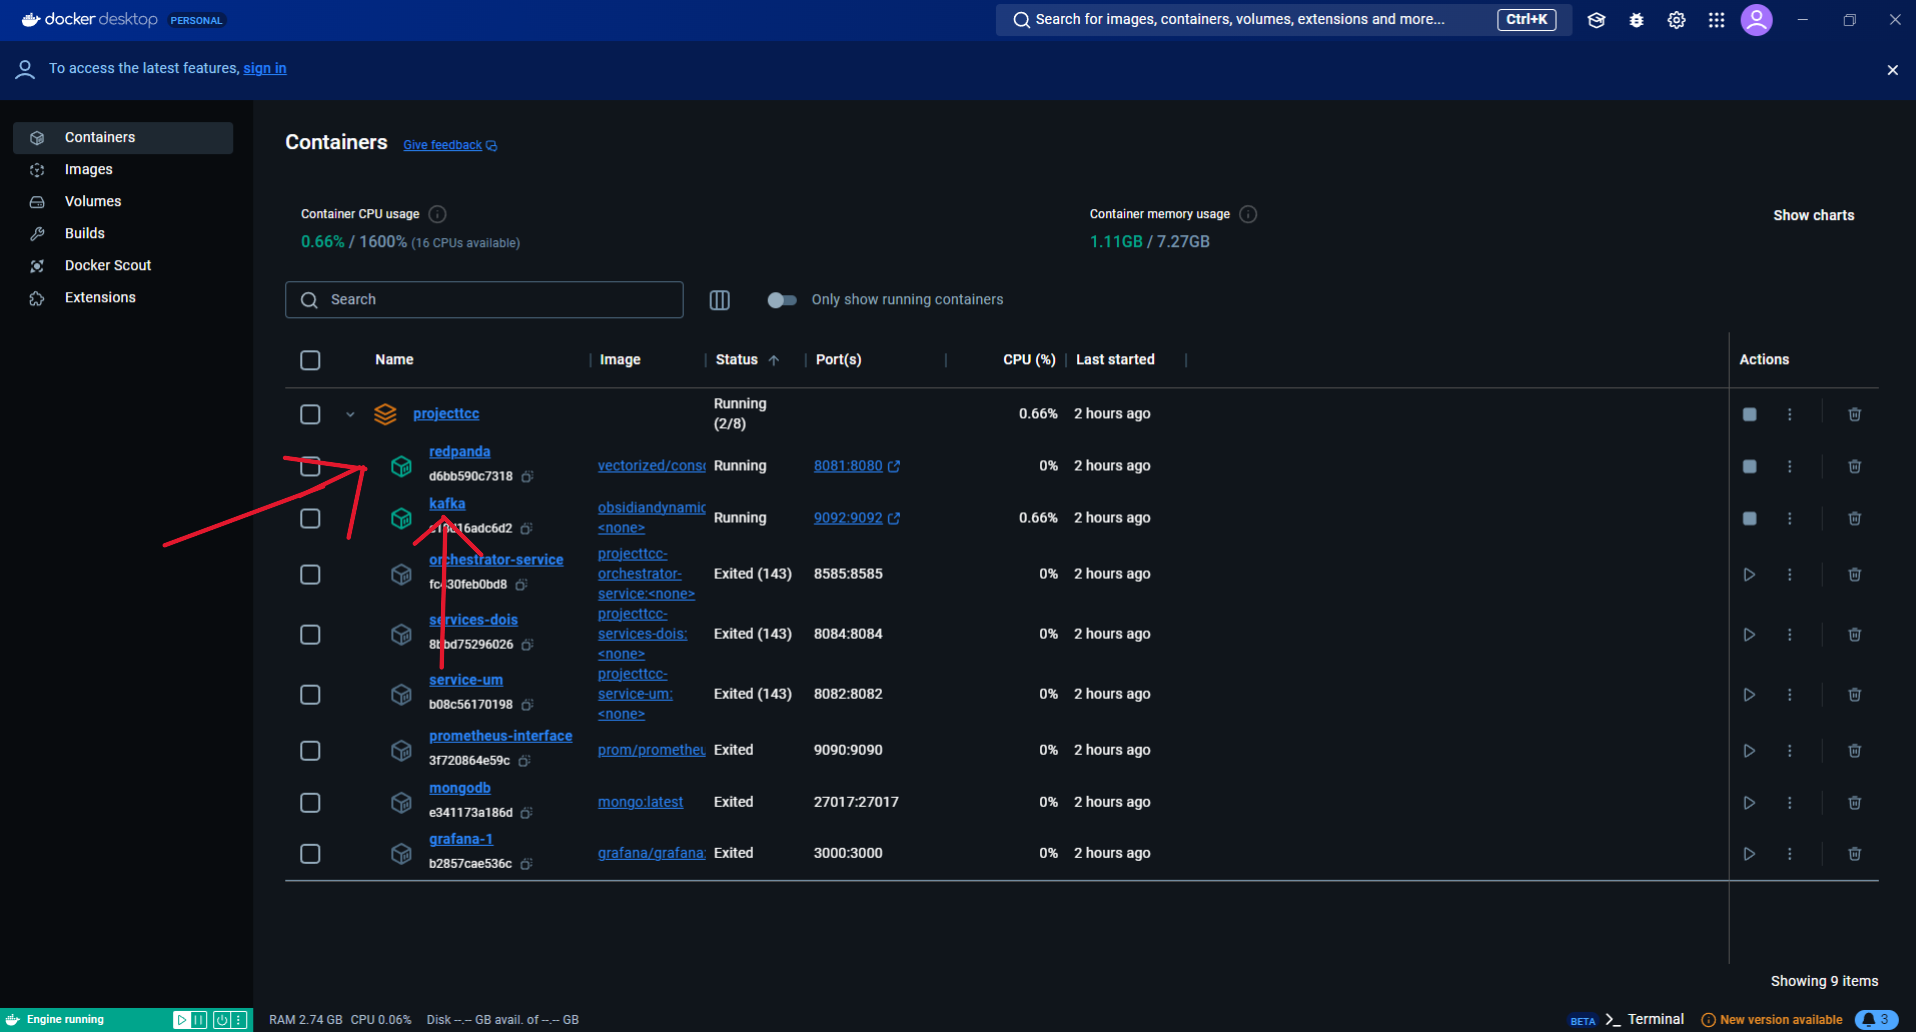 docker desktop PERSONAL
Search for images, containers, volumes, extensions and more... Ctrl+K
To access the latest features, sign in
Containers
Images
Volumes
Builds
Docker Scout
Extensions
Containers Give feedback
Container CPU usage
0.66% / 1600% (16 CPUs available)
Container memory usage
1.11GB / 7.27GB
Show charts
Search
Only show running containers
Name Image Status Port(s) CPU (%) Last started Actions
projecttcc Running (2/8) 0.66% 2 hours ago
redpanda
d6bb590c7318
vectorized/conso Running 8081:8080 0% 2 hours ago
kafka
16adc6d2
obsidiandynamic
<none>
Running 9092:9092 0.66% 2 hours ago
orchestrator-service
30feb0bd8
projecttcc-
orchestrator-
service:<none>
Exited (143) 8585:8585 0% 2 hours ago
services-dois
bd75296026
projecttcc-
services-dois:
<none>
Exited (143) 8084:8084 0% 2 hours ago
service-um
b08c56170198
projecttcc-
service-um:
<none>
Exited (143) 8082:8082 0% 2 hours ago
prometheus-interface
3f720864e59c
prom/prometheu Exited 9090:9090 0% 2 hours ago
mongodb
e341173a186d
mongo:latest Exited 27017:27017 0% 2 hours ago
grafana-1
b2857cae536c
grafana/grafana: Exited 3000:3000 0% 2 hours ago
Showing 9 items
Engine running
RAM 2.74 GB CPU 0.06% Disk --.-- GB avail. of --.-- GB
BETA Terminal New version available 3